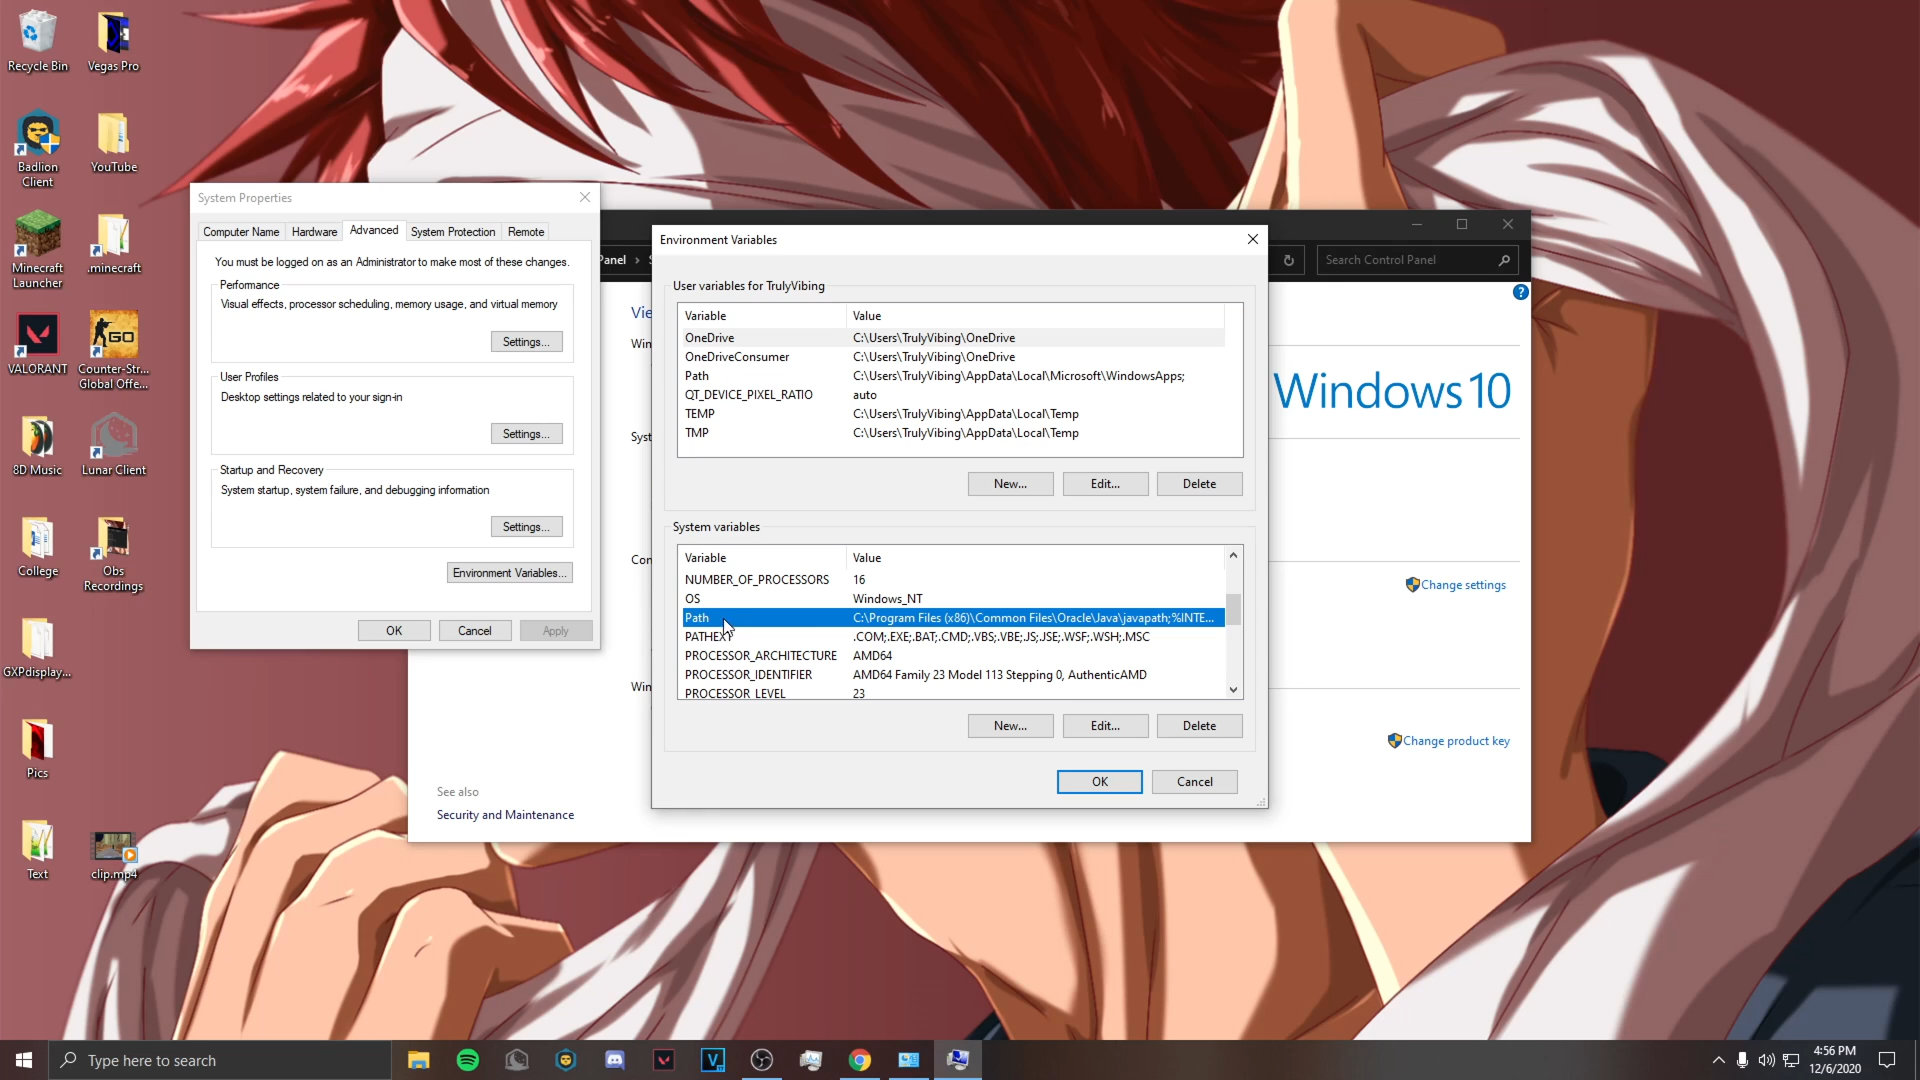 Recycle Bin
Vegas Pro
Badlion
Client
YouTube
Minecraft
Launcher
.minecraft
VALORANT
Counter-Str...
Global Offe...
GO
8D Music
Lunar Client
College
Obs
Recordings
GXPdisplay...
Pics
Text
clip.mp4
System Properties
Computer Name
Hardware
Advanced
System Protection
Remote
You must be logged on as an Administrator to make most of these changes.
Performance
Visual effects, processor scheduling, memory usage, and virtual memory
Settings...
User Profiles
Desktop settings related to your sign-in
Settings...
Startup and Recovery
System startup, system failure, and debugging information
Settings...
Environment Variables...
OK
Cancel
Apply
Panel
Search Control Panel
Vie
Win
Syst
Con
Win
Windows 10
Change settings
Change product key
See also
Security and Maintenance
Environment Variables
User variables for TrulyVibing
Variable Value
OneDrive C:\Users\TrulyVibing\OneDrive
OneDriveConsumer C:\Users\TrulyVibing\OneDrive
Path C:\Users\TrulyVibing\AppData\Local\Microsoft\WindowsApps;
QT_DEVICE_PIXEL_RATIO auto
TEMP C:\Users\TrulyVibing\AppData\Local\Temp
TMP C:\Users\TrulyVibing\AppData\Local\Temp
New... Edit... Delete
System variables
Variable Value
NUMBER_OF_PROCESSORS 16
OS Windows_NT
Path C:\Program Files (x86)\Common Files\Oracle\Java\javapath;%INTE...
PATHEXT .COM;.EXE;.BAT;.CMD;.VBS;.VBE;.JS;.JSE;.WSF;.WSH;.MSC
PROCESSOR_ARCHITECTURE AMD64
PROCESSOR_IDENTIFIER AMD64 Family 23 Model 113 Stepping 0, AuthenticAMD
PROCESSOR_LEVEL 23
New... Edit... Delete
OK Cancel
Type here to search
4:56 PM
12/6/2020